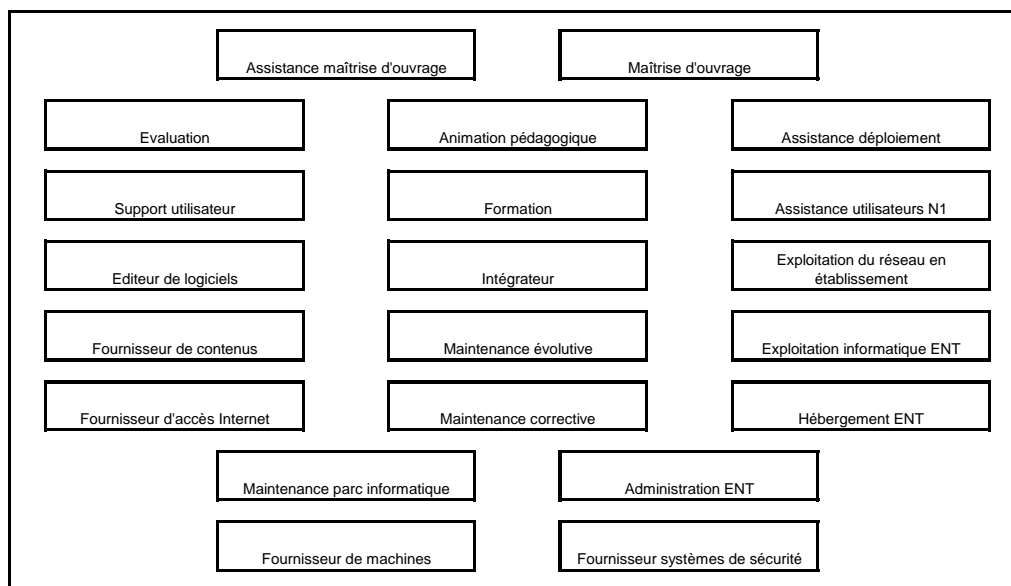 Assistance maîtrise d'ouvrage
Maîtrise d'ouvrage
Evaluation
Animation pédagogique
Assistance déploiement
Support utilisateur
Formation
Assistance utilisateurs N1
Editeur de logiciels
Intégrateur
Exploitation du réseau en
établissement
Fournisseur de contenus
Maintenance évolutive
Exploitation informatique ENT
Fournisseur d'accès Internet
Maintenance corrective
Hébergement ENT
Maintenance parc informatique
Administration ENT
Fournisseur de machines
Fournisseur systèmes de sécurité